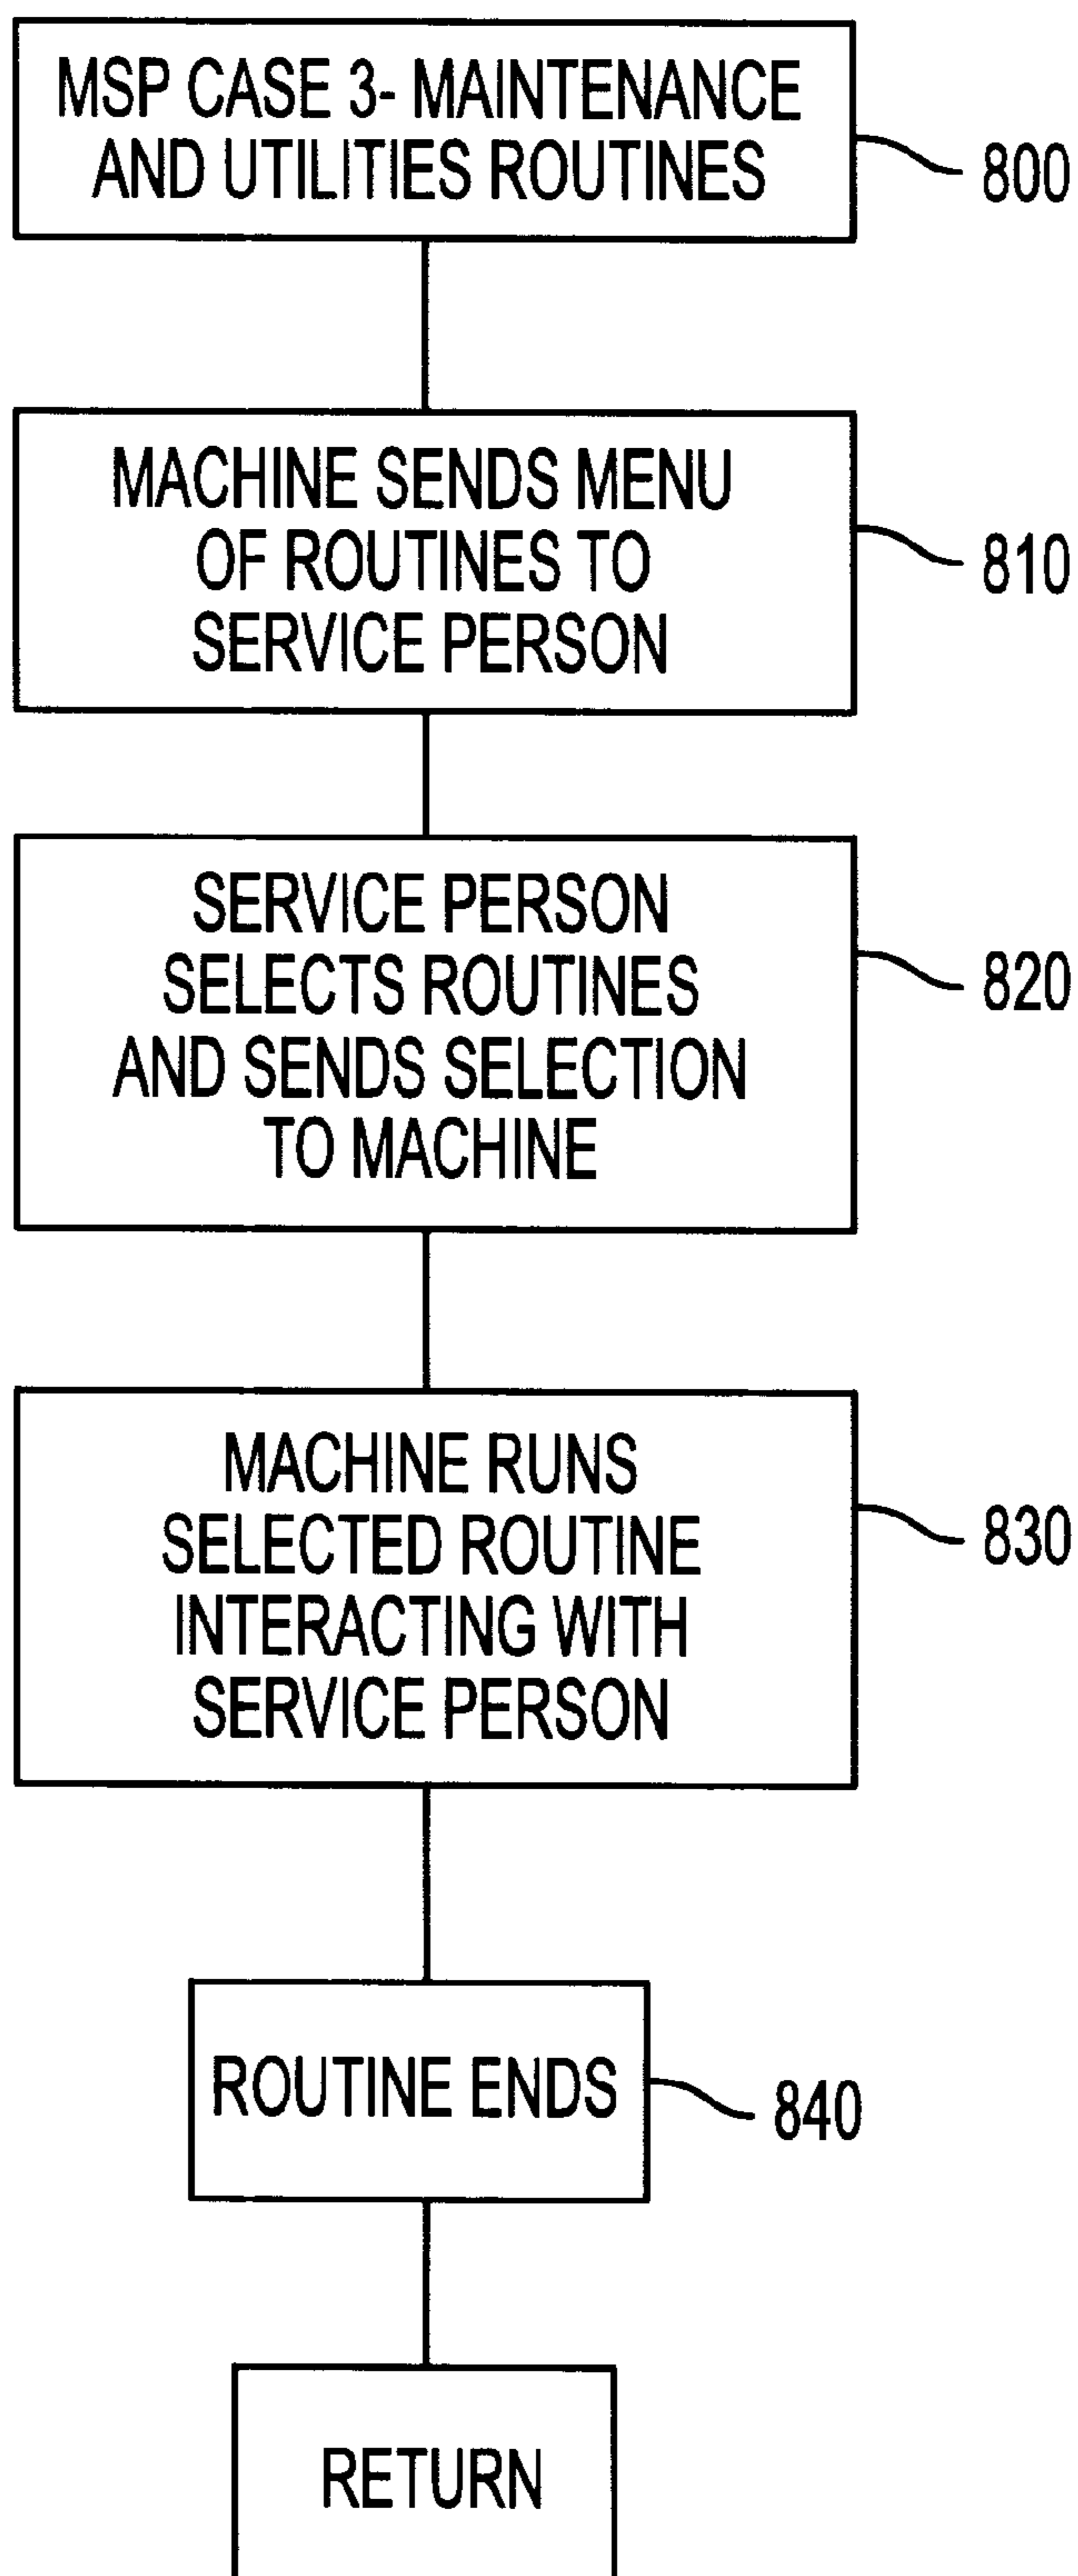 MSP CASE 3- MAINTENANCE
AND UTILITIES ROUTINES
800
MACHINE SENDS MENU
OF ROUTINES TO
SERVICE PERSON
810
SERVICE PERSON
SELECTS ROUTINES
AND SENDS SELECTION
TO MACHINE
820
MACHINE RUNS
SELECTED ROUTINE
INTERACTING WITH
SERVICE PERSON
830
ROUTINE ENDS
840
RETURN